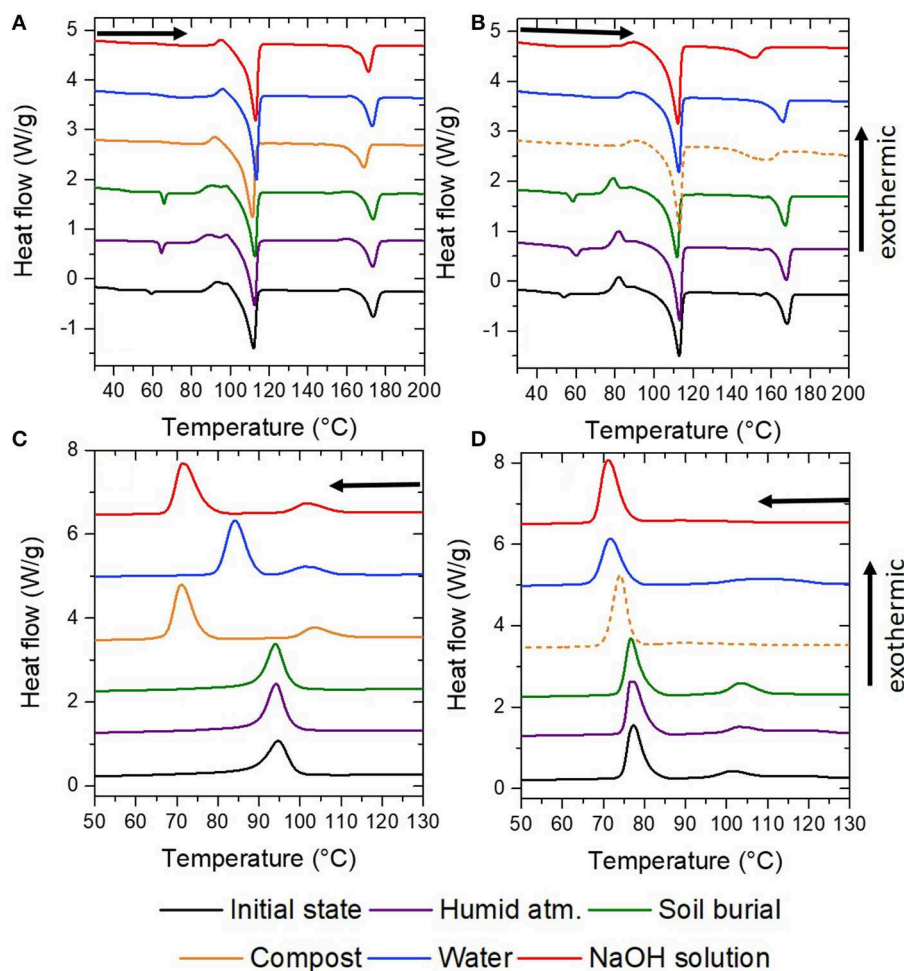 A
B
5
4
3
2
1
0
-1
Heat flow (W/g)
40 60 80 100 120 140 160 180 200
Temperature (°C)
5
4
3
2
1
0
-1
Heat flow (W/g)
40 60 80 100 120 140 160 180 200
Temperature (°C)
exothermic
C
D
8
6
4
2
0
Heat flow (W/g)
50 60 70 80 90 100 110 120 130
Temperature (°C)
8
6
4
2
0
Heat flow (W/g)
50 60 70 80 90 100 110 120 130
Temperature (°C)
exothermic
Initial state Humid atm. Soil burial
Compost Water NaOH solution